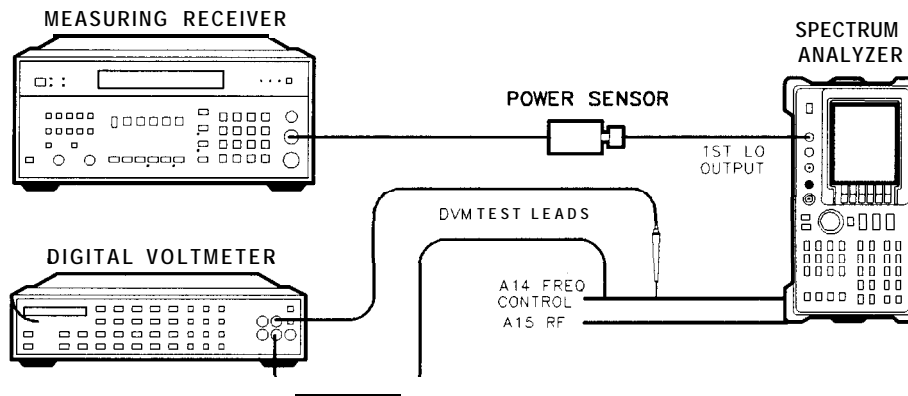 MEASURING RECEIVER
SPECTRUM
ANALYZER
POWER SENSOR
1ST LO
OUTPUT
DVM TEST LEADS
DIGITAL VOLTMETER
A14 FREQ
CONTROL
A15 RF